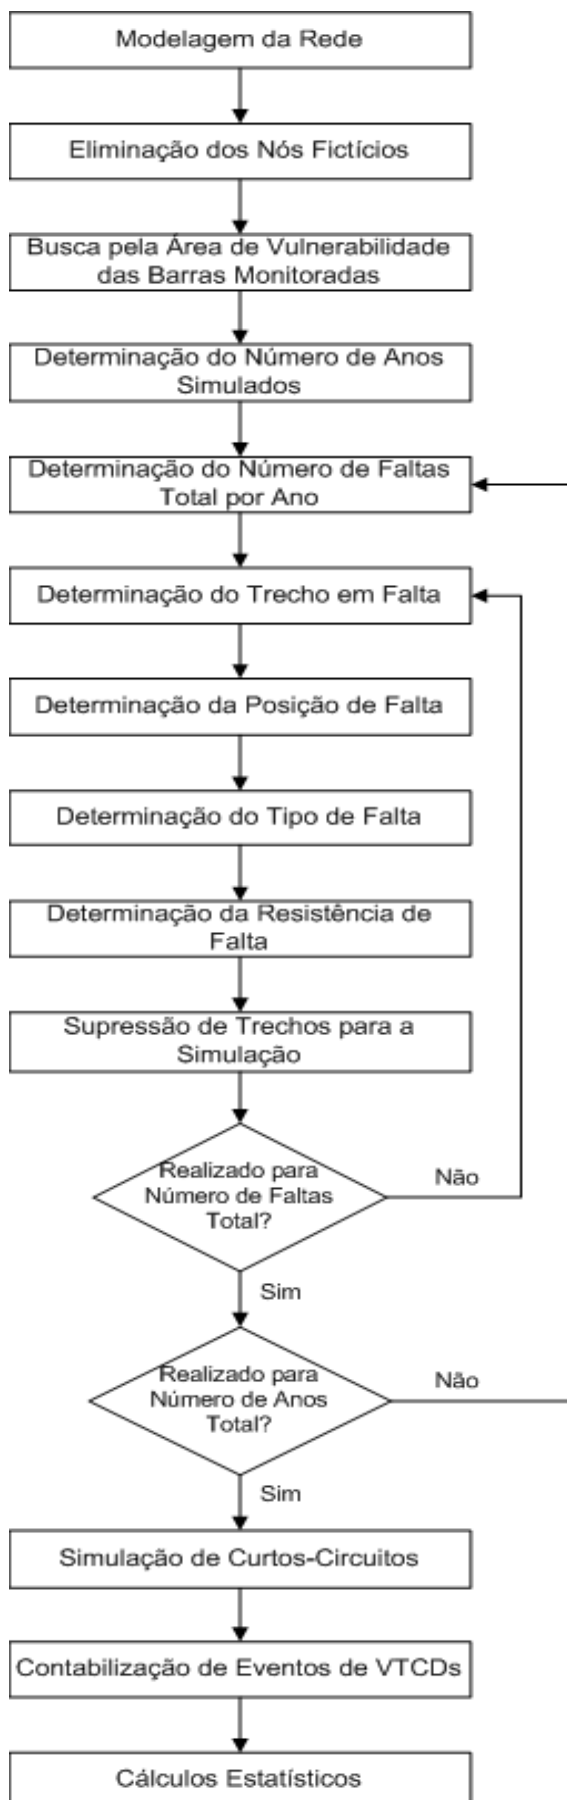 Modelagem da Rede
Eliminação dos Nós Fictícios
Busca pela Área de Vulnerabilidade
das Barras Monitoradas
Determinação do Número de Anos
Simulados
Determinação do Número de Faltas
Total por Ano
Determinação do Trecho em Falta
Determinação da Posição de Falta
Determinação do Tipo de Falta
Determinação da Resistência de
Falta
Supressão de Trechos para a
Simulação
Realizado para
Número de Faltas
Total?
Não
Sim
Realizado para
Número de Anos
Total?
Não
Sim
Simulação de Curtos-Circuitos
Contabilização de Eventos de VTCDs
Cálculos Estatísticos